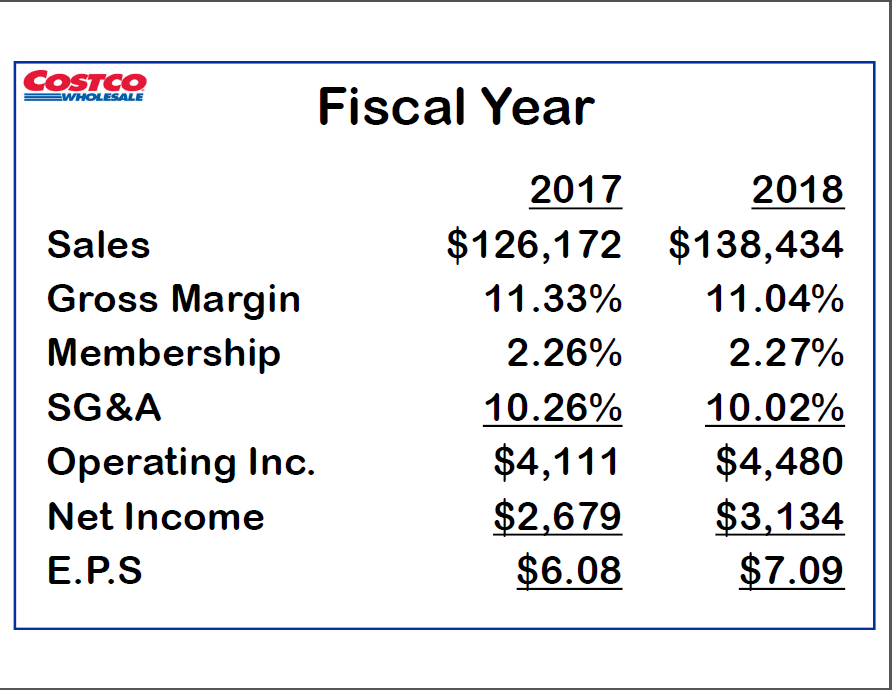 COSTCO
WHOLESALE
Fiscal Year
2017 2018
Sales $126,172 $138,434
Gross Margin 11.33% 11.04%
Membership 2.26% 2.27%
SG&A 10.26% 10.02%
Operating Inc. $4,111 $4,480
Net Income $2,679 $3,134
E.P.S $6.08 $7.09